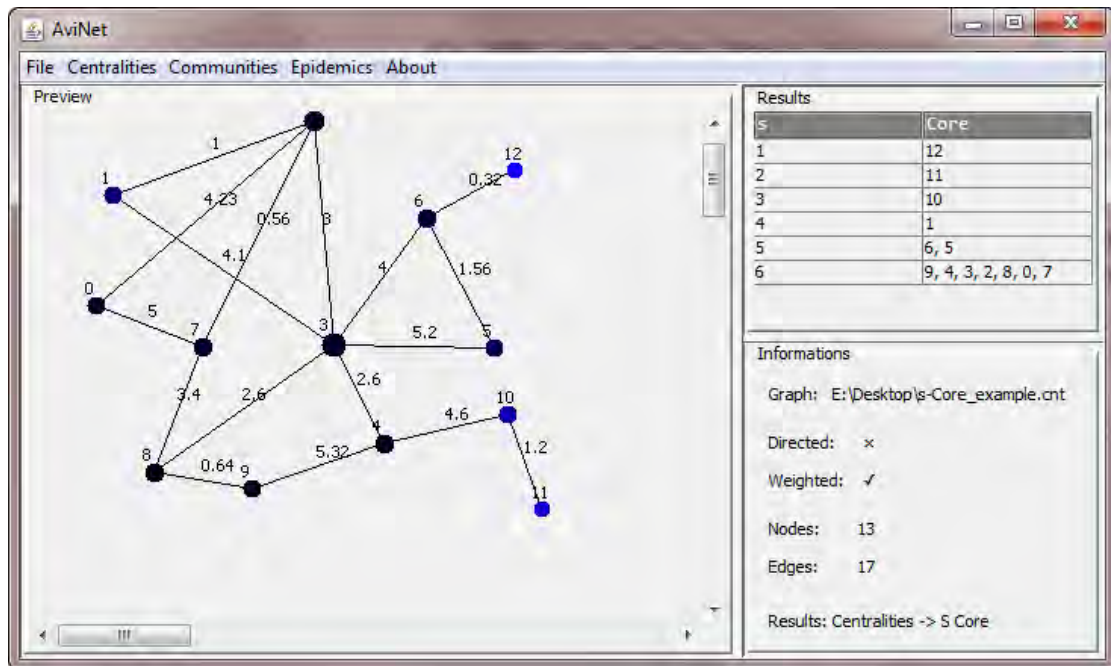 AviNet
File Centralities Communities Epidemics About
Preview
1
1
4.23
0.56
3
4.1
0
5
7
3
3.4
2.6
2.6
8
0.64
9
5.32
4
4.6
10
1.2
11
12
0.32
6
4
1.56
5.2
5
Results
s Core
1 12
2 11
3 10
4 1
5 6, 5
6 9, 4, 3, 2, 8, 0, 7
Informations
Graph: E:\Desktop\s-Core_example.cnt
Directed: ×
Weighted: ✓
Nodes: 13
Edges: 17
Results: Centralities -> S Core